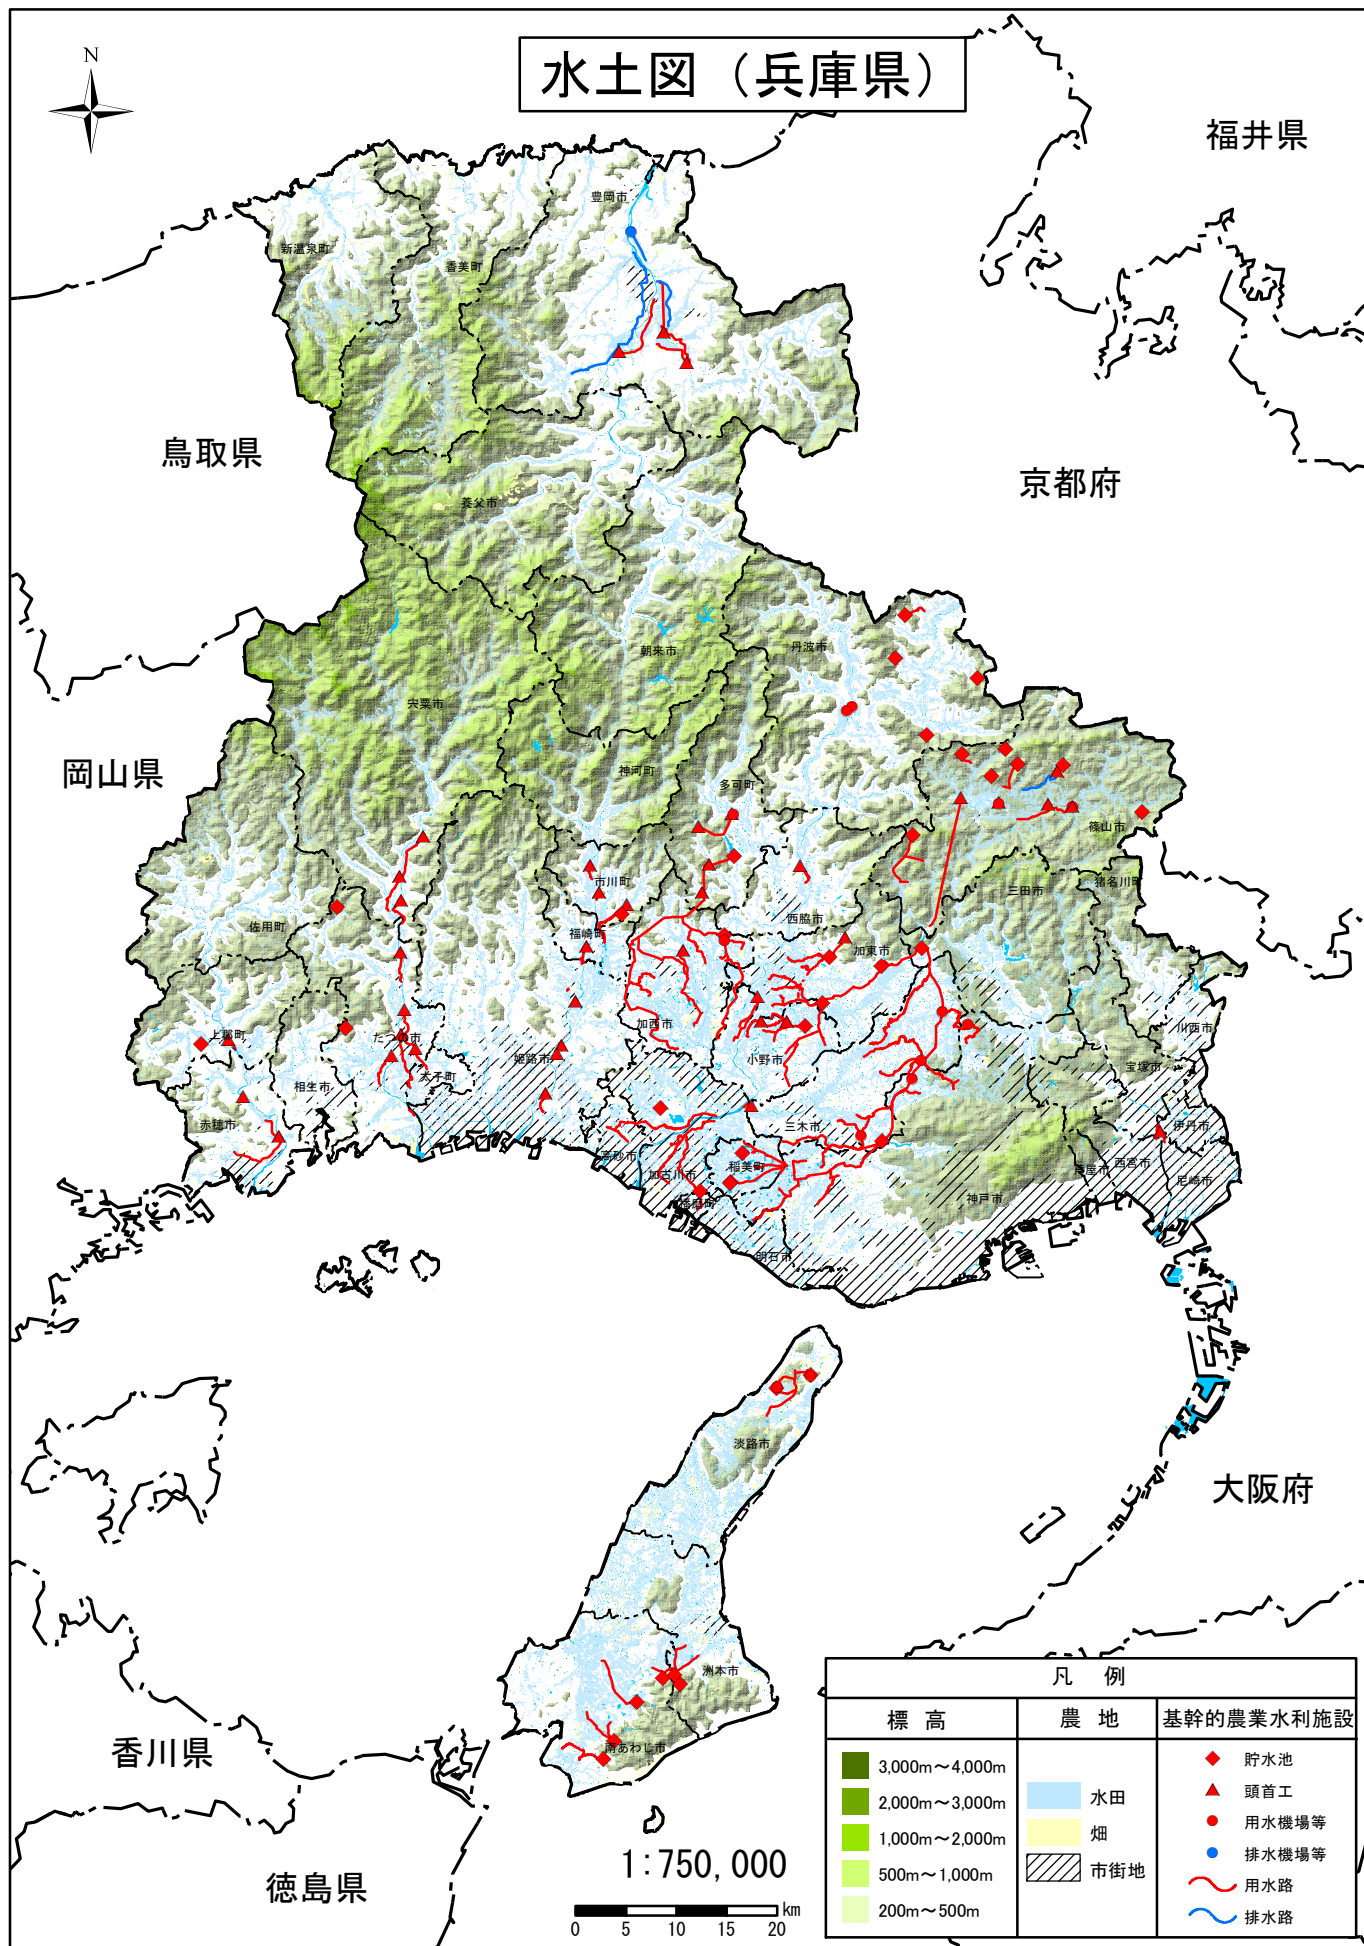 水土図（兵庫県）
N
福井県
豊岡市
新温泉町
香美町
鳥取県
京都府
養父市
朝来市
丹波市
宍粟市
岡山県
神河町
多可町
篠山市
市川町
三田市
猪名川町
佐用町
福崎町
西脇市
加東市
上郡町
たつの市
加西市
川西市
姫路市
小野市
宝塚市
相生市
太子町
赤穂市
三木市
伊丹市
高砂市
加古川市
稲美町
芦屋市
西宮市
尼崎市
播磨町
神戸市
明石市
淡路市
大阪府
洲本市
南あわじ市
香川県
徳島県
1:750,000
0 5 10 15 20 km
凡 例
標 高
農 地
基幹的農業水利施設
3,000m～4,000m
2,000m～3,000m
1,000m～2,000m
500m～1,000m
200m～500m
水田
畑
市街地
貯水池
頭首工
用水機場等
排水機場等
用水路
排水路